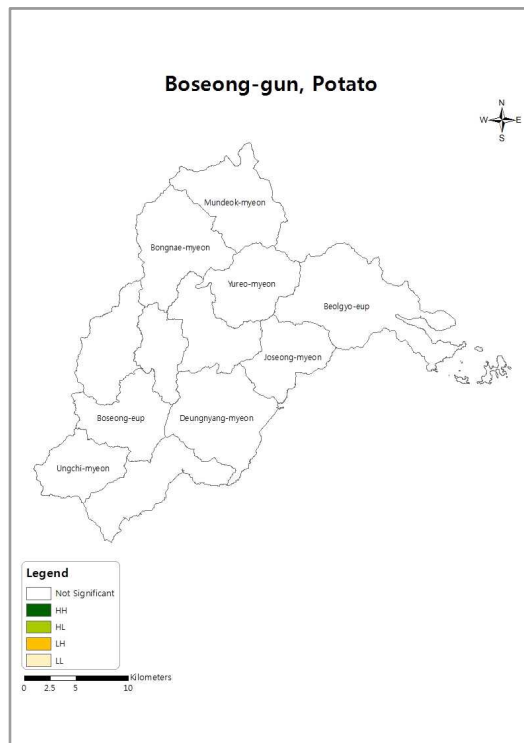 Boseong-gun, Potato
N
W E
S
Mundeok-myeon
Bongnae-myeon
Yureo-myeon
Beolgyo-eup
Joseong-myeon
Boseong-eup
Deungnyang-myeon
Ungchi-myeon
Legend
Not Significant
HH
HL
LH
LL
Kilometers
0 2.5 5 10